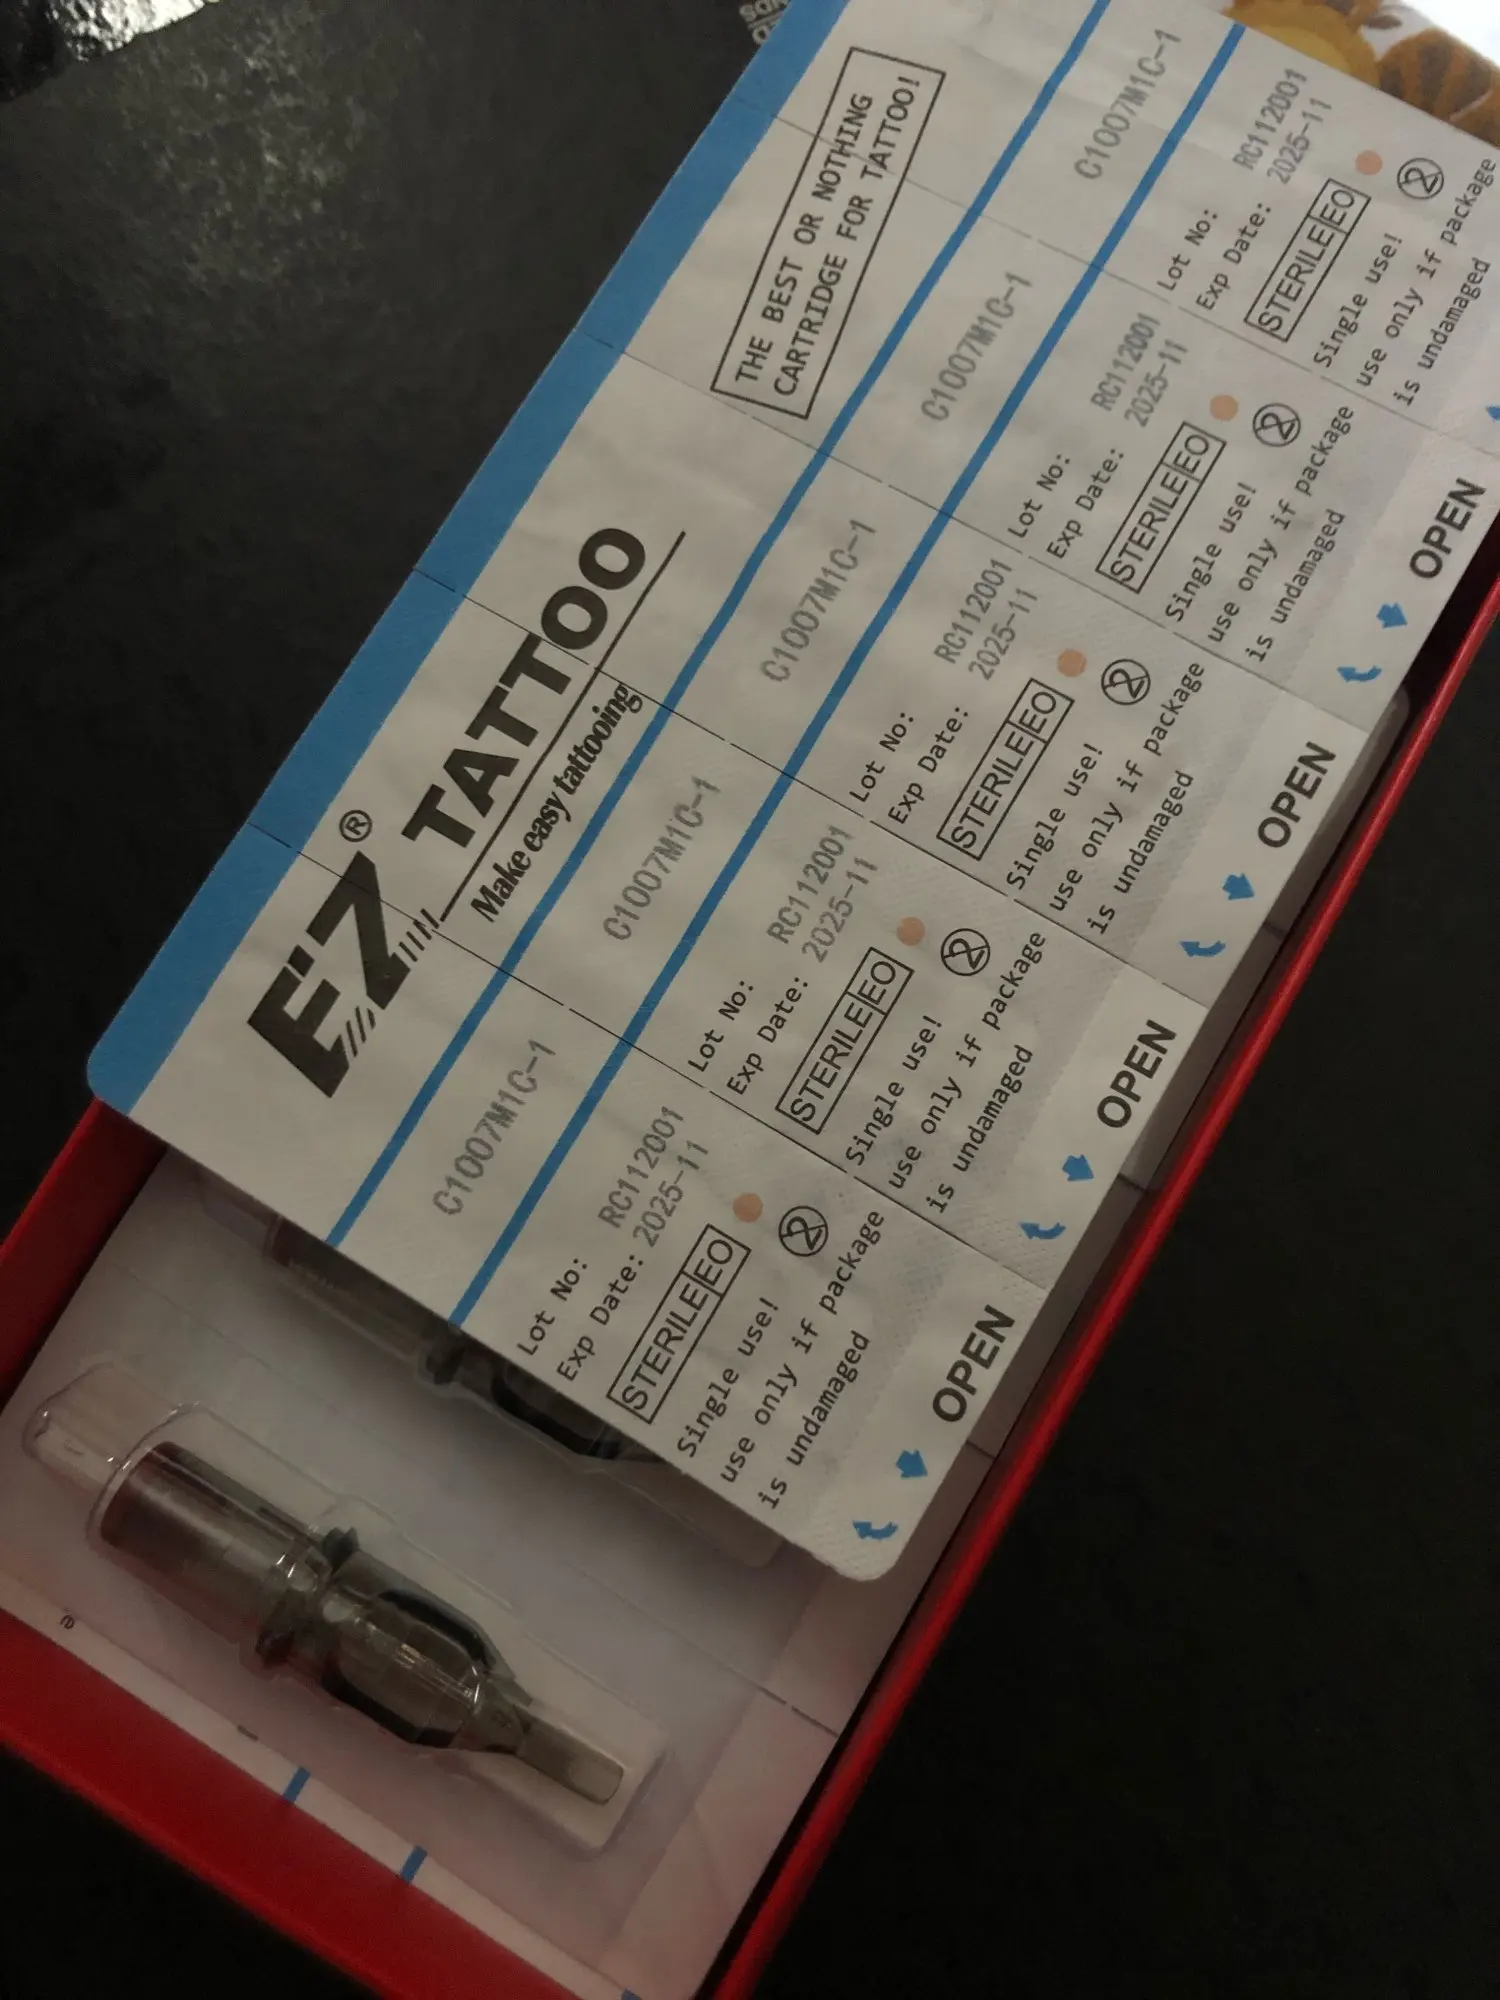 EZ® TATTOO
Make easy tattooing
THE BEST OR NOTHING
CARTRIDGE FOR TATTOO!
C1007M1C-1
Lot No: RC112001
Exp Date: 2025-11
STERILE EO
2
Single use!
use only if package
is undamaged
OPEN
C1007M1C-1
Lot No: RC112001
Exp Date: 2025-11
STERILE EO
2
Single use!
use only if package
is undamaged
OPEN
C1007M1C-1
Lot No: RC112001
Exp Date: 2025-11
STERILE EO
2
Single use!
use only if package
is undamaged
OPEN
C1007M1C-1
Lot No: RC112001
Exp Date: 2025-11
STERILE EO
2
Single use!
use only if package
is undamaged
OPEN
C1007M1C-1
Lot No: RC112001
Exp Date: 2025-11
STERILE EO
2
Single use!
use only if package
is undamaged